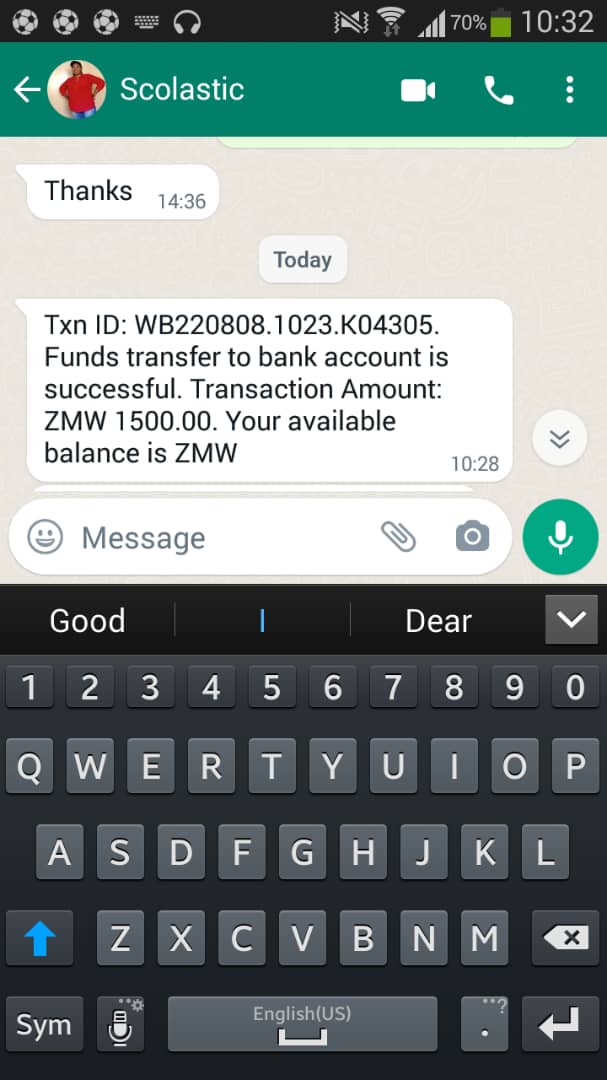 70% 10:32
Scolastic
Thanks 14:36
Today
Txn ID: WB220808.1023.K04305.
Funds transfer to bank account is
successful. Transaction Amount:
ZMW 1500.00. Your available
balance is ZMW
10:28
Message
Good I Dear
1 2 3 4 5 6 7 8 9 0
Q W E R T Y U I O P
A S D F G H J K L
Z X C V B N M
Sym English(US) . ?